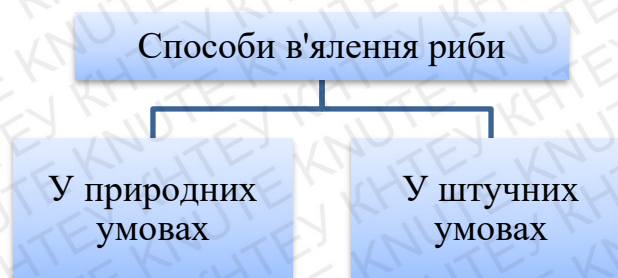 Способи в'ялення риби
У природних
умовах
У штучних
умовах